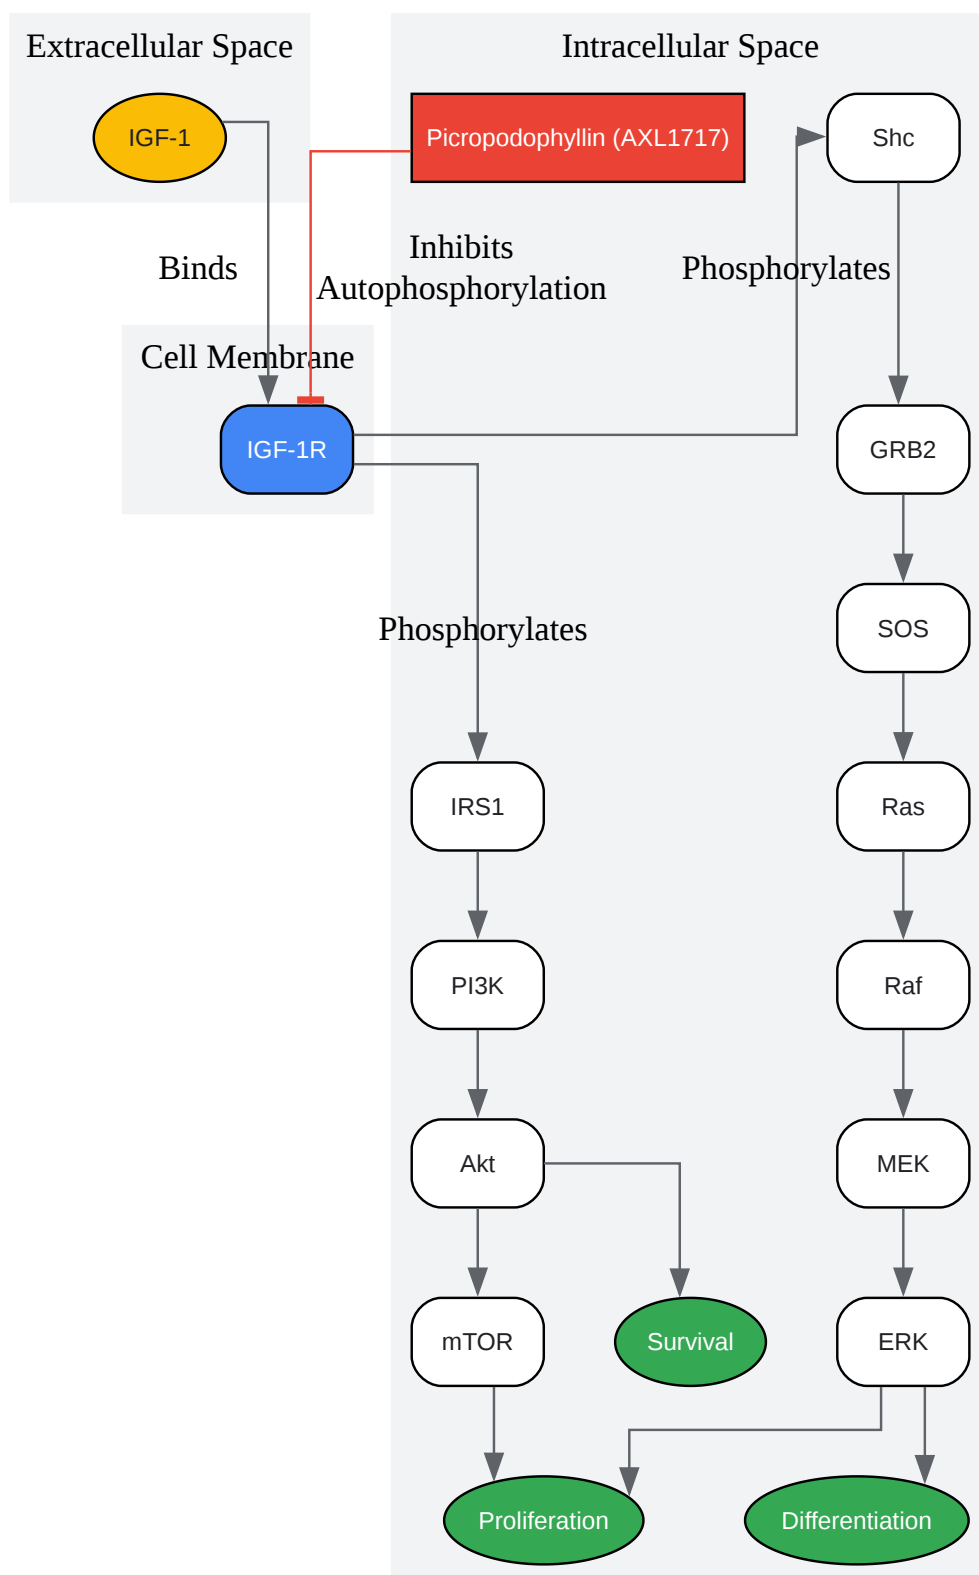 Extracellular Space
Intracellular Space
IGF-1
Picropodophyllin (AXL1717)
Shc
Binds
Inhibits
Autophosphorylation
Phosphorylates
Cell Membrane
IGF-1R
GRB2
Phosphorylates
SOS
IRS1
Ras
PI3K
Raf
Akt
MEK
mTOR
Survival
ERK
Proliferation
Differentiation